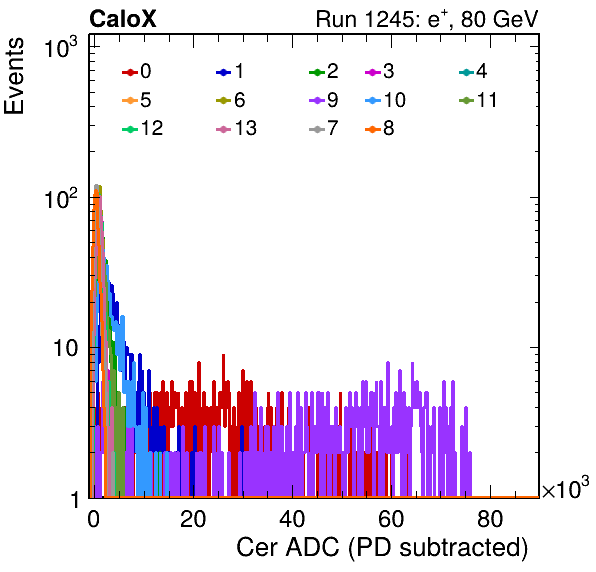 CaloX Run 1245: e⁺, 80 GeV
Events
10³
0 1 2 3 4
5 6 9 10 11
12 13 7 8
10²
10
1
0 20 40 60 80 ×10³
Cer ADC (PD subtracted)